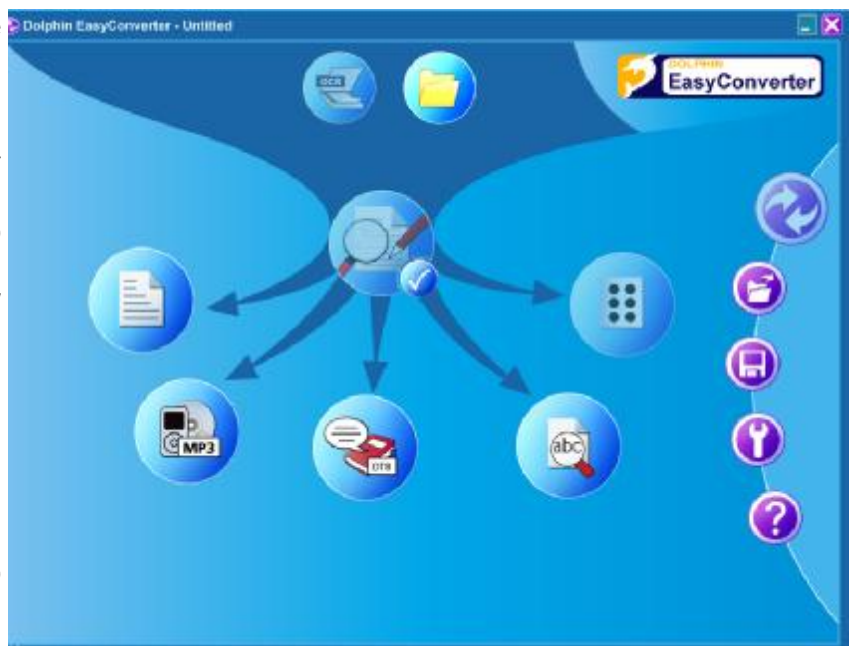 Dolphin EasyConverter - Untitled
OCR
DOLPHIN
EasyConverter
MP3
DTB
abc
?